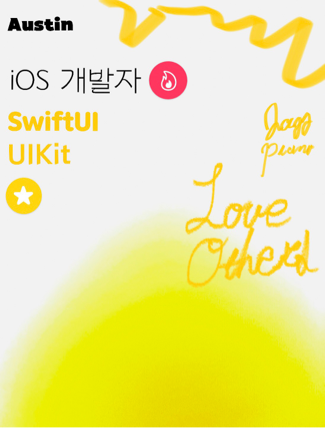 Austin
iOS 개발자
SwiftUI
UIKit
Jazz
Piano
Love
Others